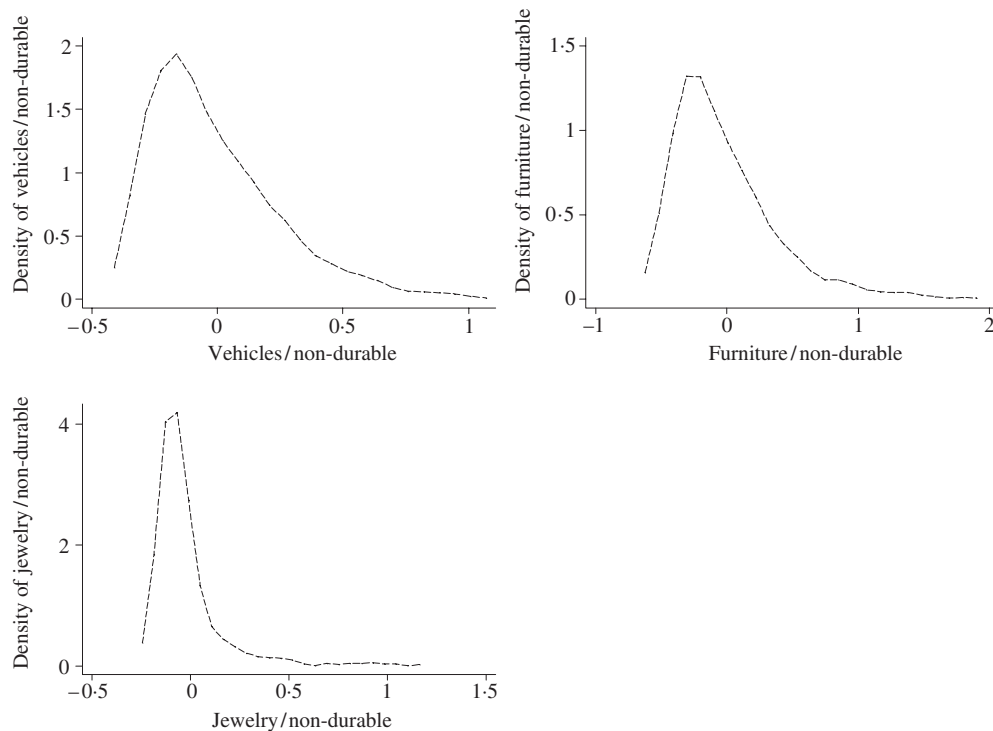 Density of vehicles/non-durable
2
1·5
1
0·5
0
−0·5 0 0·5 1
Vehicles/non-durable
Density of furniture/non-durable
1·5
1
0·5
0
−1 0 1 2
Furniture/non-durable
Density of jewelry/non-durable
4
2
0
−0·5 0 0·5 1 1·5
Jewelry/non-durable